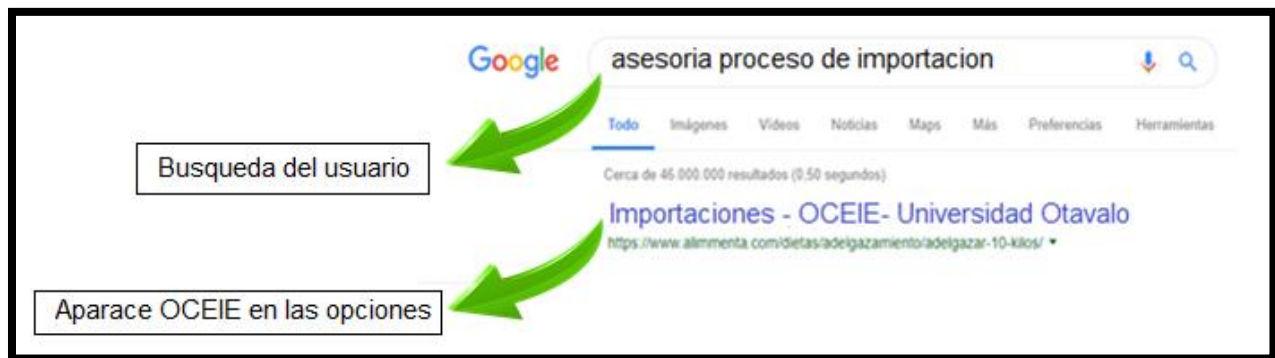 Google asesoria proceso de importacion
Todo Imágenes Vídeos Noticias Maps Más Preferencias Herramientas
Busqueda del usuario
Cerca de 46.000.000 resultados (0,50 segundos)
Importaciones - OCEIE- Universidad Otavalo
https://www.alimmenta.com/dietas/adelgazamiento/adelgazar-10-kilos/
Aparace OCEIE en las opciones